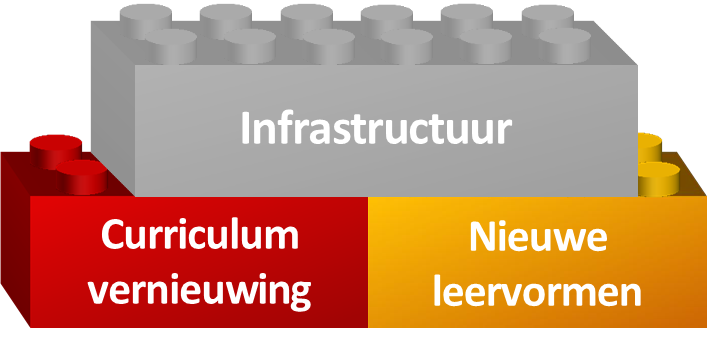 Infrastructuur
Curriculum
vernieuwing
Nieuwe
leervormen